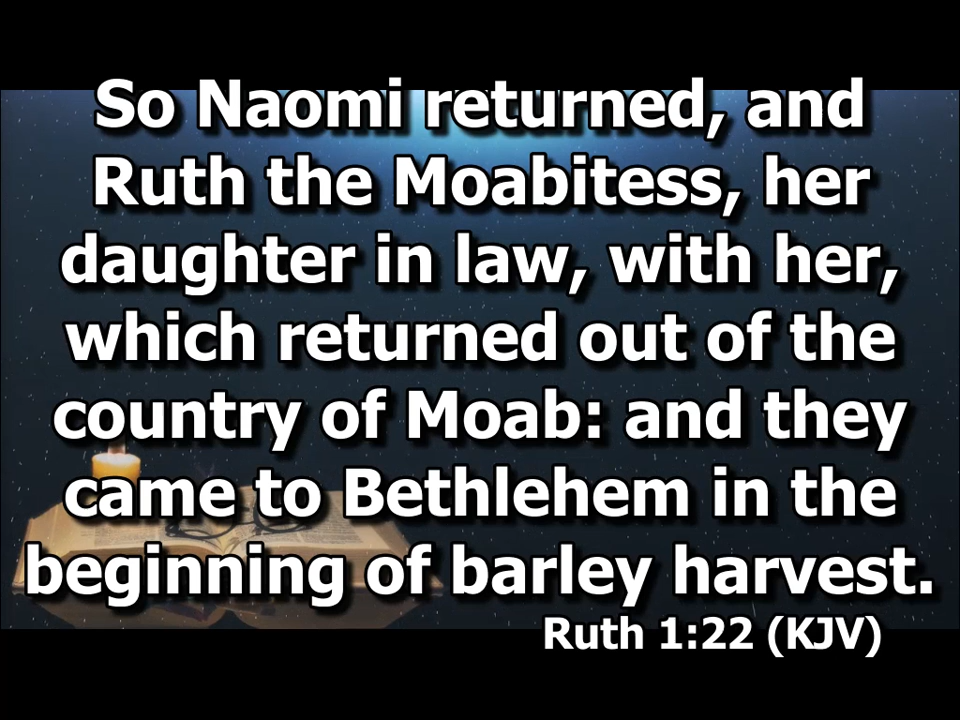 So Naomi returned, and
Ruth the Moabitess, her
daughter in law, with her,
which returned out of the
country of Moab: and they
came to Bethlehem in the
beginning of barley harvest.
Ruth 1:22 (KJV)